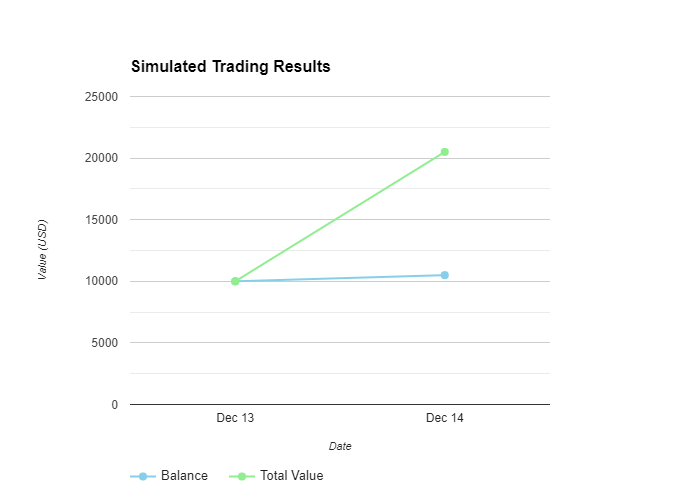 Simulated Trading Results
25000
20000
15000
10000
5000
0
Value (USD)
Dec 13 Dec 14
Date
Balance Total Value